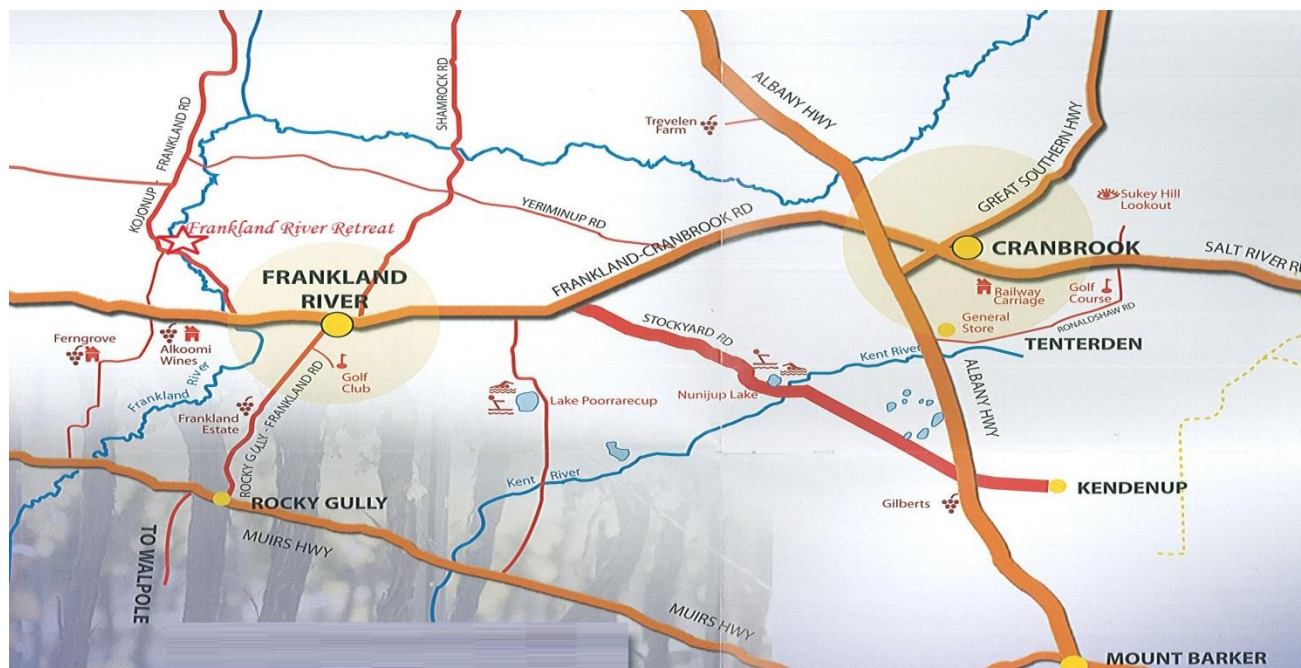 KOJONUP - FRANKLAND RD
SHAMROCK RD
ALBANY HWY
Trevelen
Farm
GREAT SOUTHERN HWY
Sukey Hill
Lookout
YERIMINUP RD
Frankland River Retreat
FRANKLAND-CRANBROOK RD
CRANBROOK
SALT RIVER R
FRANKLAND
RIVER
Railway
Carriage
Golf
Course
General
Store
RONALDSHAW RD
TENTERDEN
STOCKYARD RD
Kent River
Ferngrove
Alkoomi
Wines
Golf
Club
Frankland River
Frankland
Estate
ROCKY GULLY - FRANKLAND RD
Lake Poorrarecup
Nunijup Lake
ALBANY HWY
Kent River
KENDENUP
Gilberts
ROCKY GULLY
MUIRS HWY
TO WALPOLE
MUIRS HWY
MOUNT BARKER